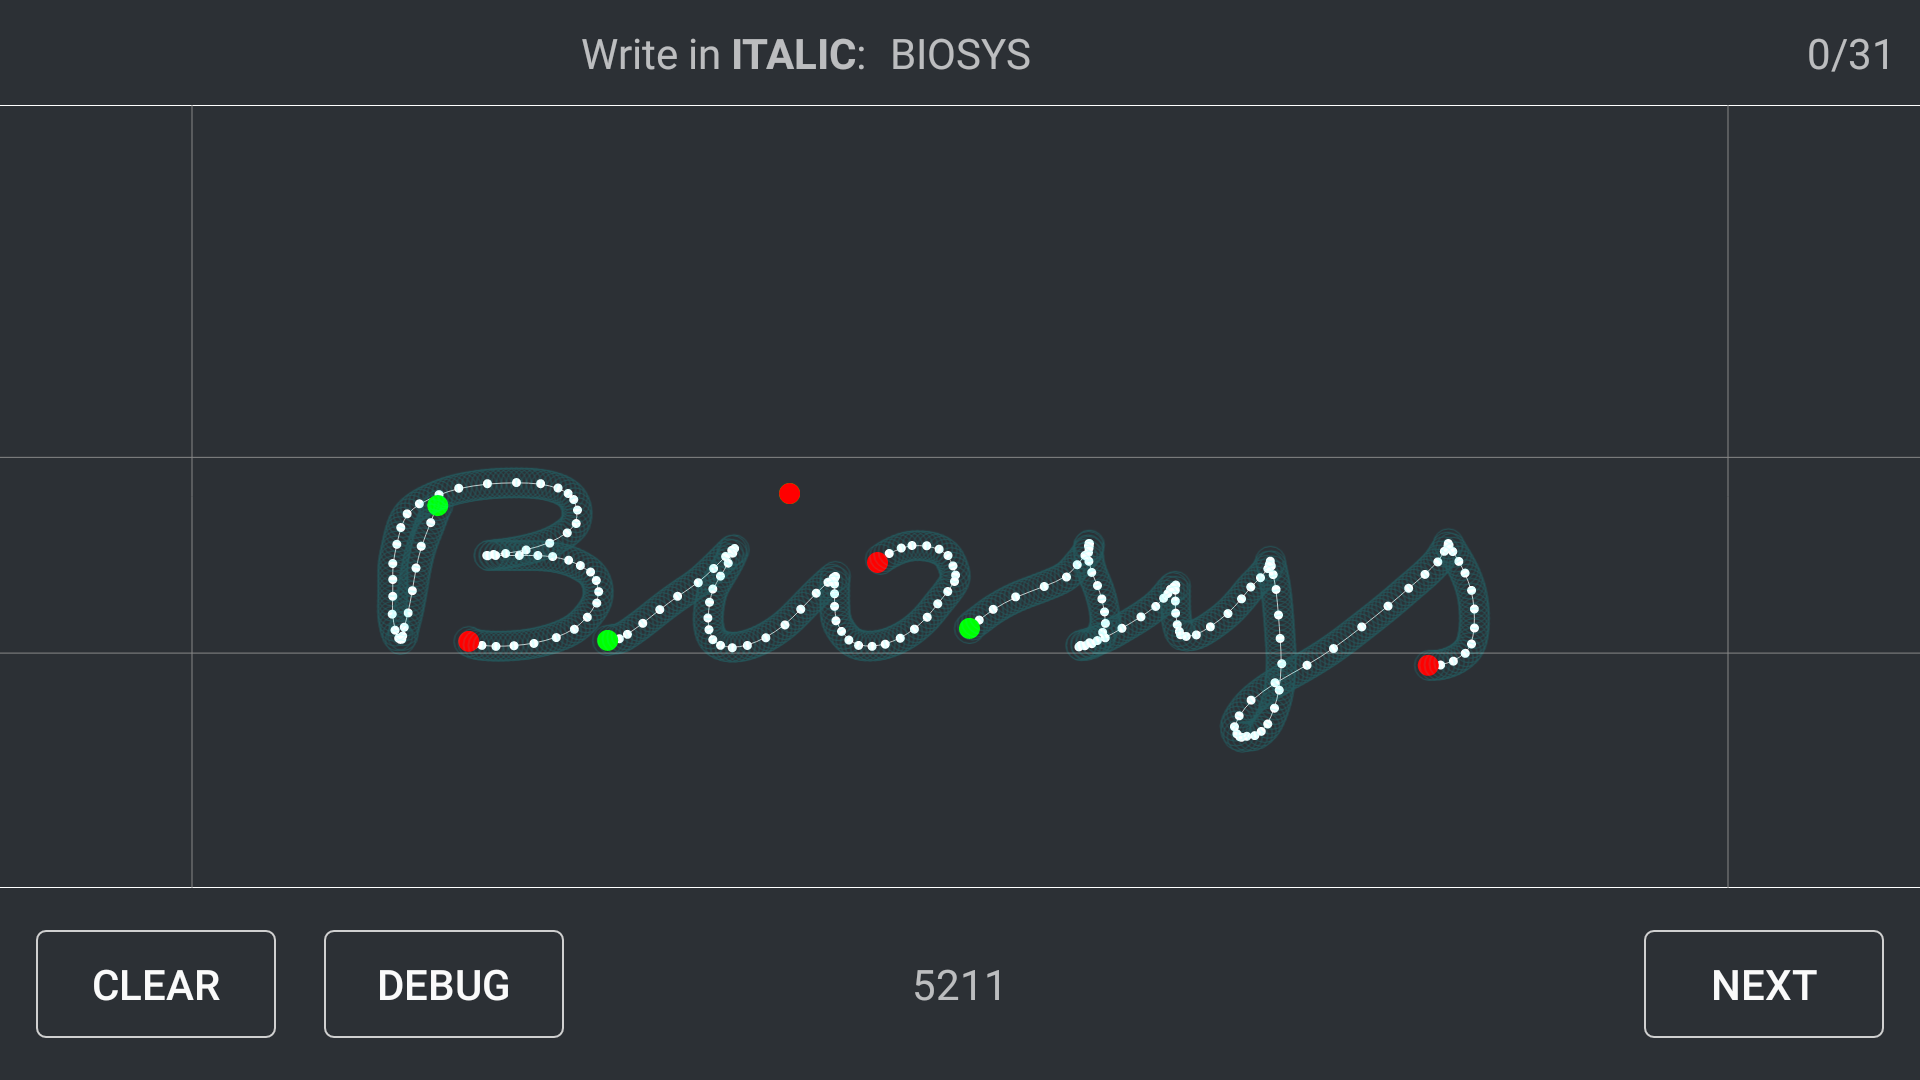 Write in ITALIC: BIOSYS 0/31
Biosys
CLEAR DEBUG 5211 NEXT